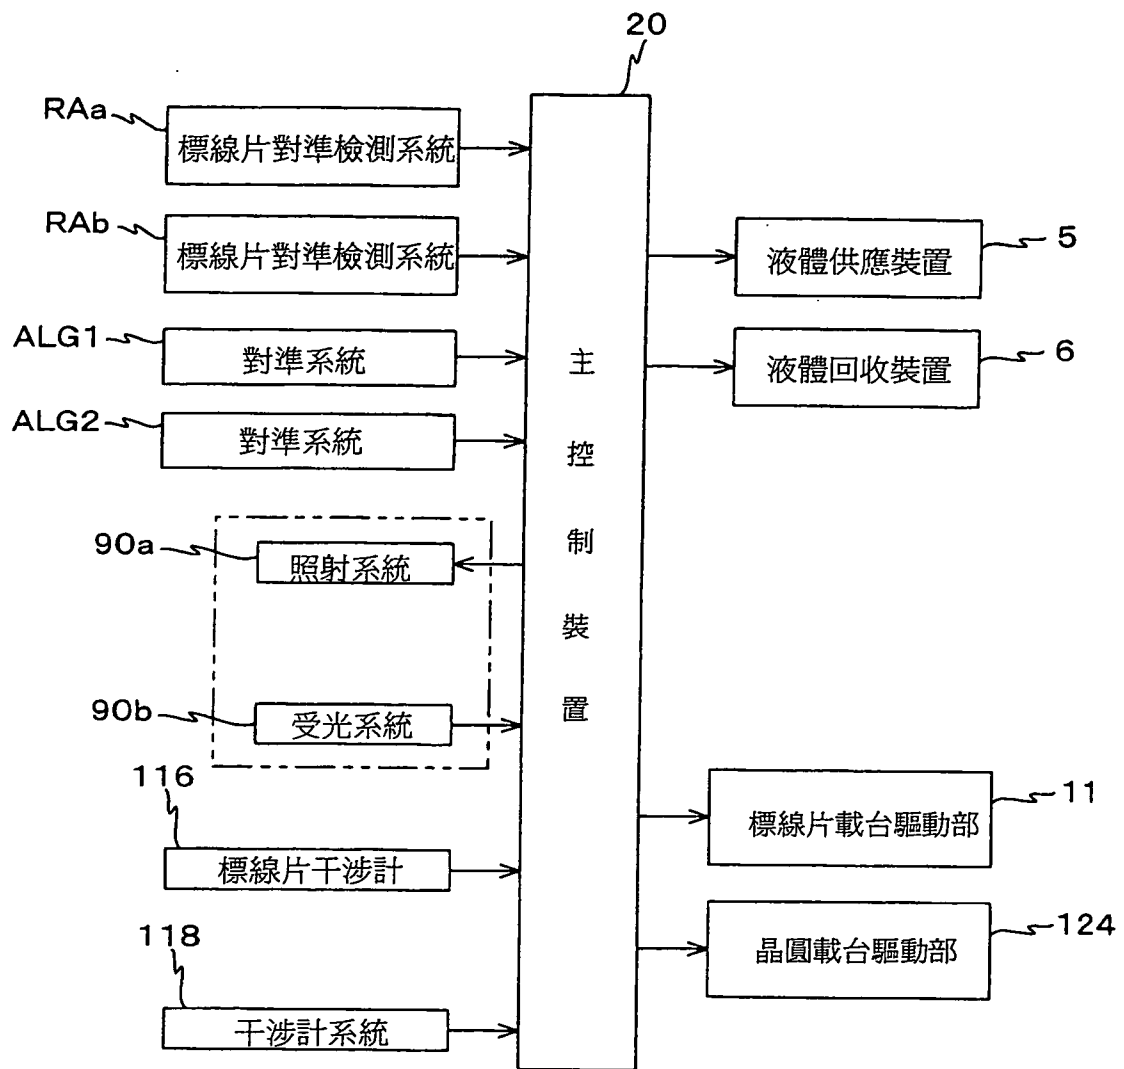 20
RAa
標線片對準檢測系統
RAb
標線片對準檢測系統
5
液體供應裝置
ALG1
對準系統
6
液體回收裝置
ALG2
對準系統
主控制裝置
90a
照射系統
90b
受光系統
116
標線片干涉計
11
標線片載台驅動部
118
干涉計系統
124
晶圓載台驅動部